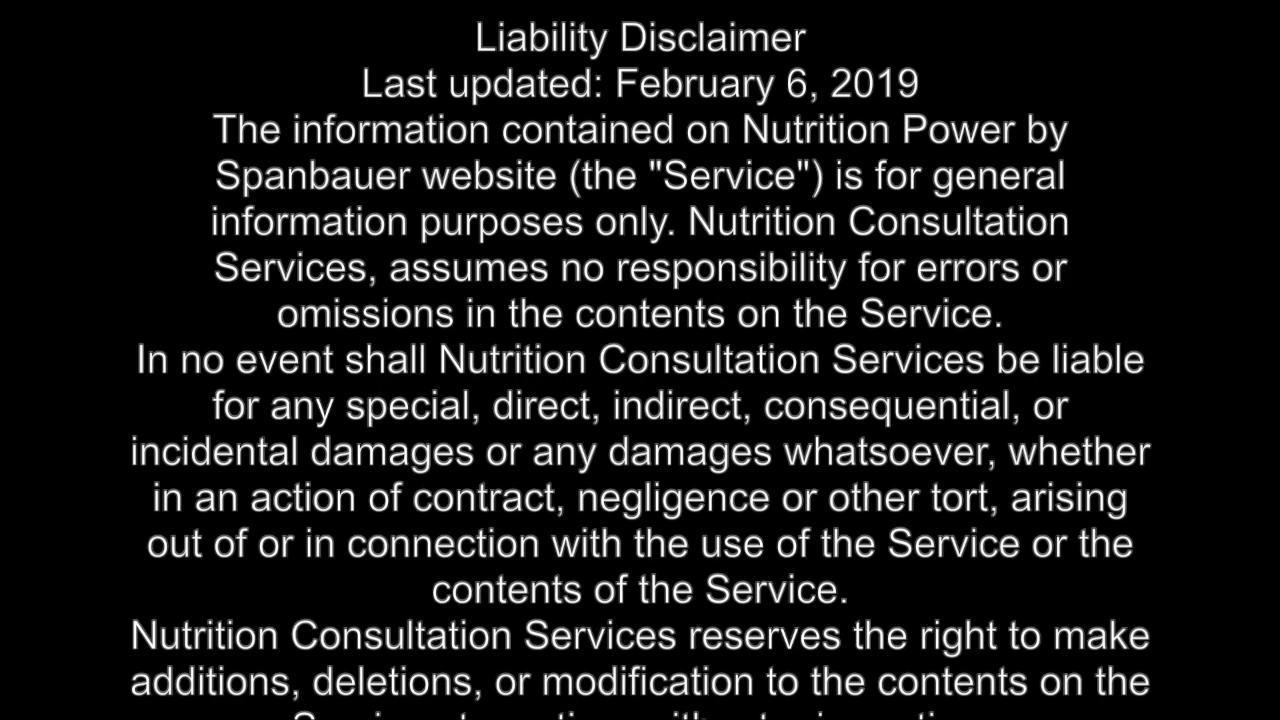 Liability Disclaimer
Last updated: February 6, 2019
The information contained on Nutrition Power by
Spanbauer website (the "Service") is for general
information purposes only. Nutrition Consultation
Services, assumes no responsibility for errors or
omissions in the contents on the Service.
In no event shall Nutrition Consultation Services be liable
for any special, direct, indirect, consequential, or
incidental damages or any damages whatsoever, whether
in an action of contract, negligence or other tort, arising
out of or in connection with the use of the Service or the
contents of the Service.
Nutrition Consultation Services reserves the right to make
additions, deletions, or modification to the contents on the